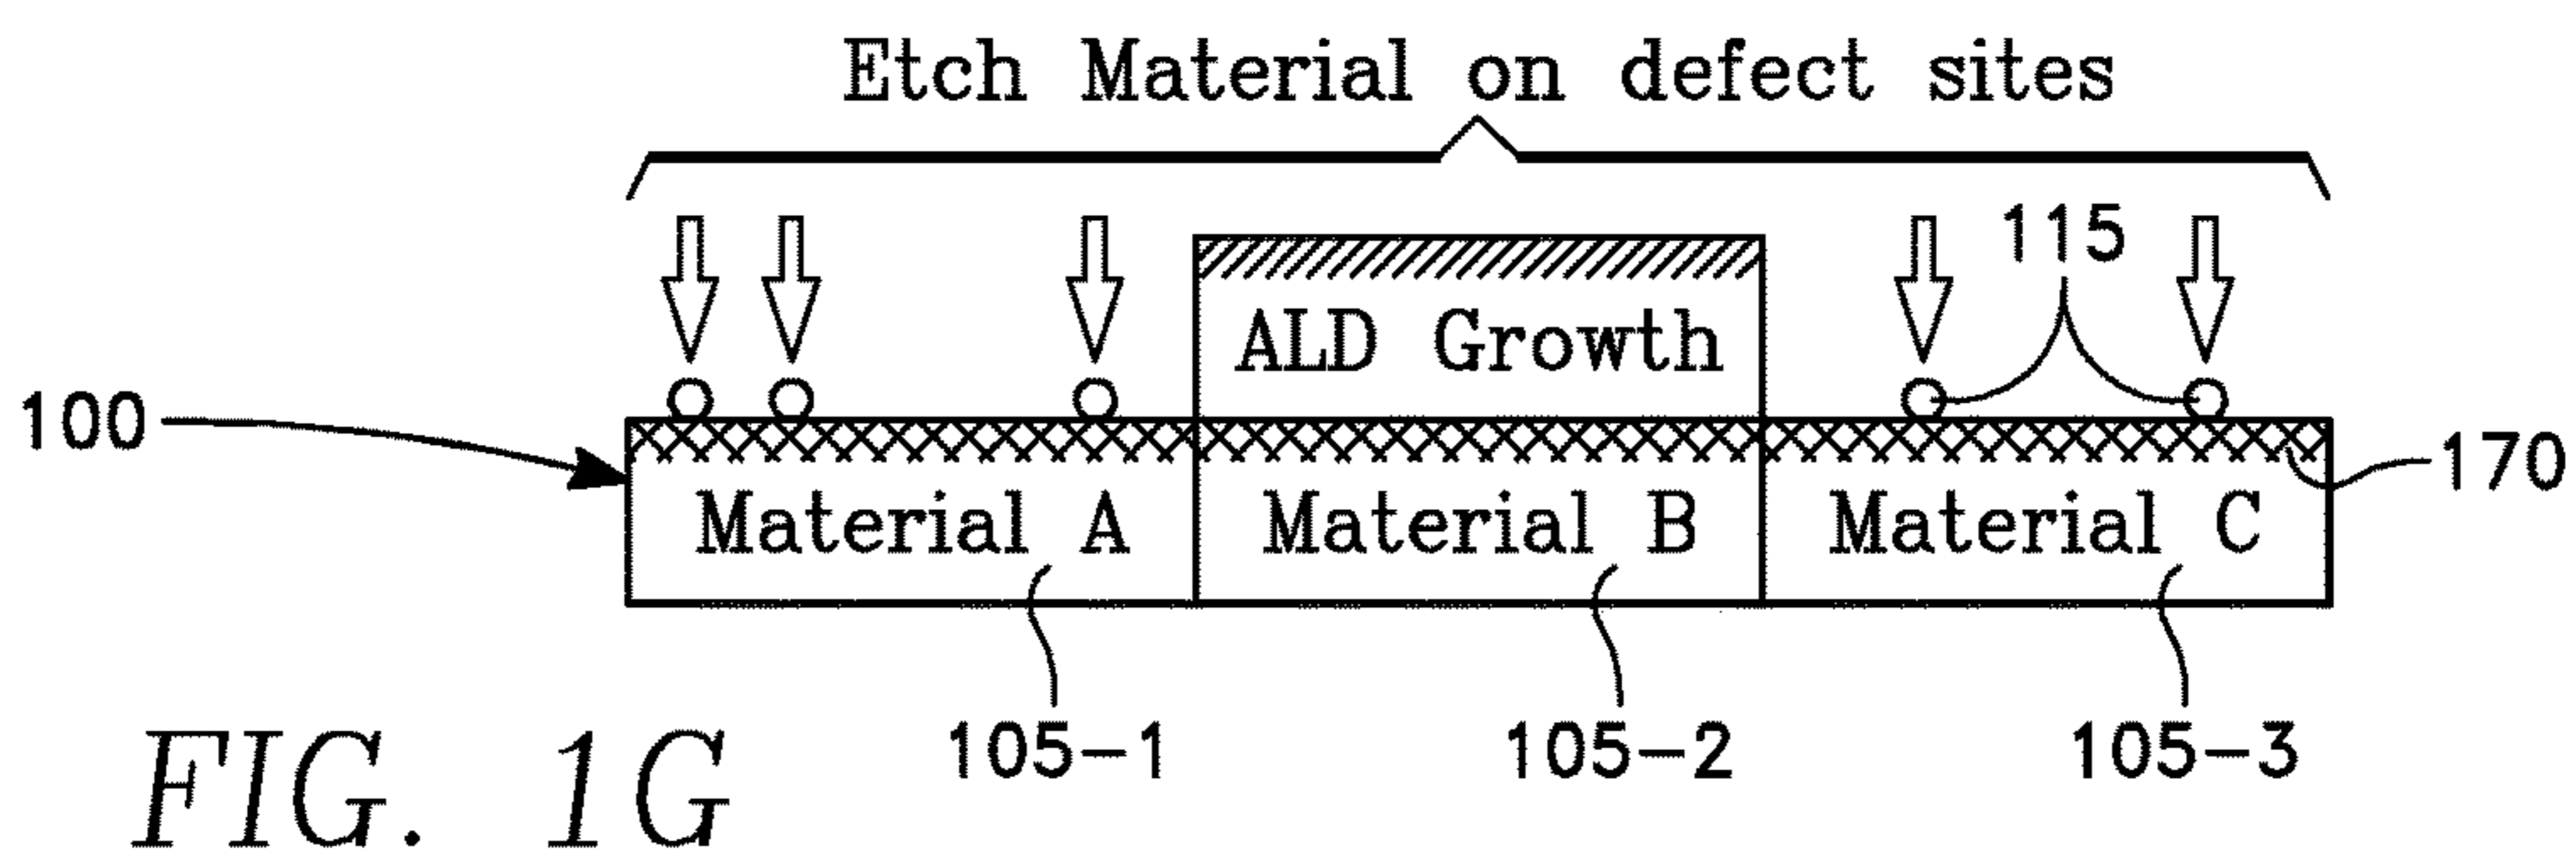 Etch Material on defect sites
115
ALD Growth
100
170
Material A Material B Material C
105-1 105-2 105-3
FIG. 1G